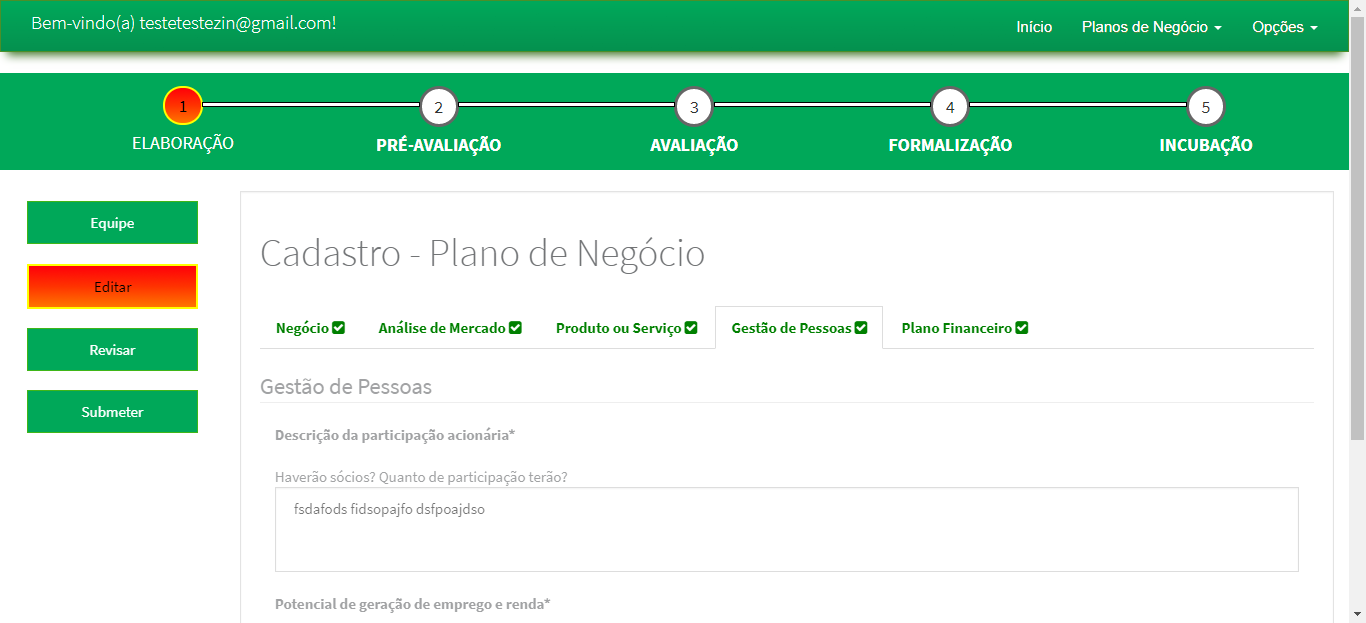 Bem-vindo(a) testetestezin@gmail.com!
Início Planos de Negócio Opções
1 2 3 4 5
ELABORAÇÃO PRÉ-AVALIAÇÃO AVALIAÇÃO FORMALIZAÇÃO INCUBAÇÃO
Equipe
Editar
Revisar
Submeter
Cadastro - Plano de Negócio
Negócio Análise de Mercado Produto ou Serviço Gestão de Pessoas Plano Financeiro
Gestão de Pessoas
Descrição da participação acionária*
Haverão sócios? Quanto de participação terão?
fsdafods fidsopajfo dsfpoajdso
Potencial de geração de emprego e renda*